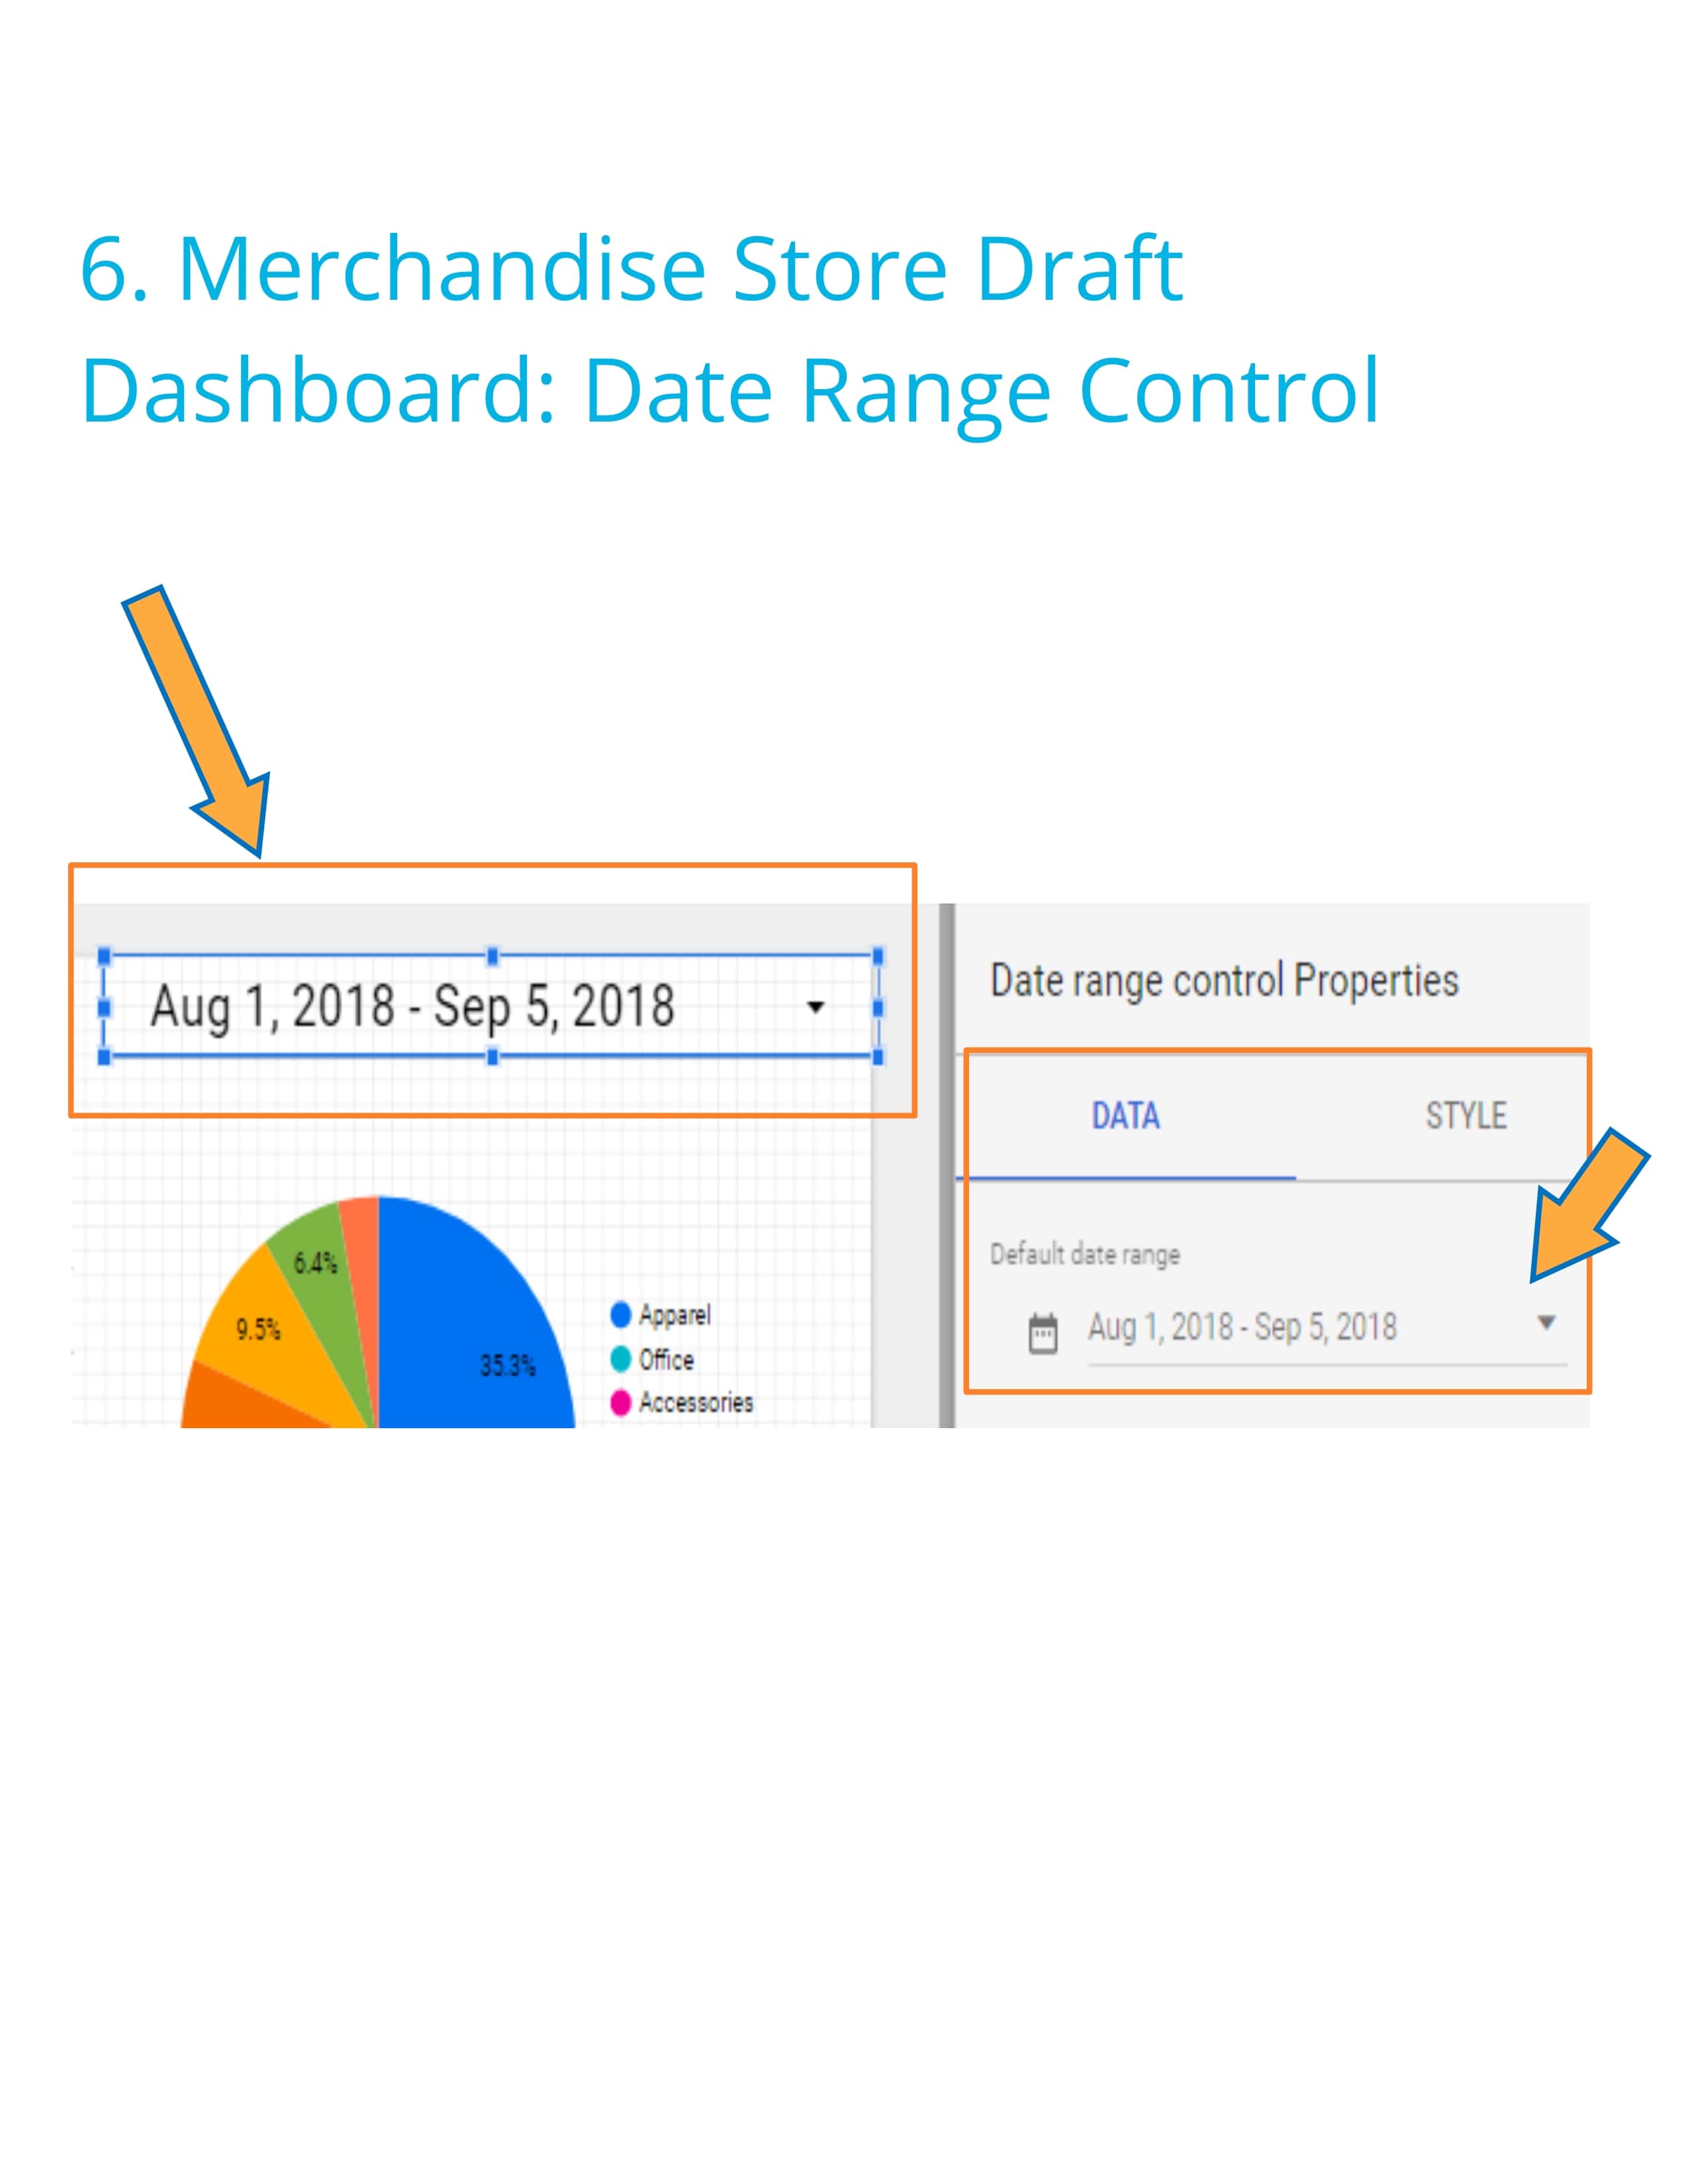 6. Merchandise Store Draft
Dashboard: Date Range Control
Aug 1, 2018 - Sep 5, 2018
6.4%
9.5%
35.3%
Apparel
Office
Accessories
Date range control Properties
DATA STYLE
Default date range
Aug 1, 2018 - Sep 5, 2018